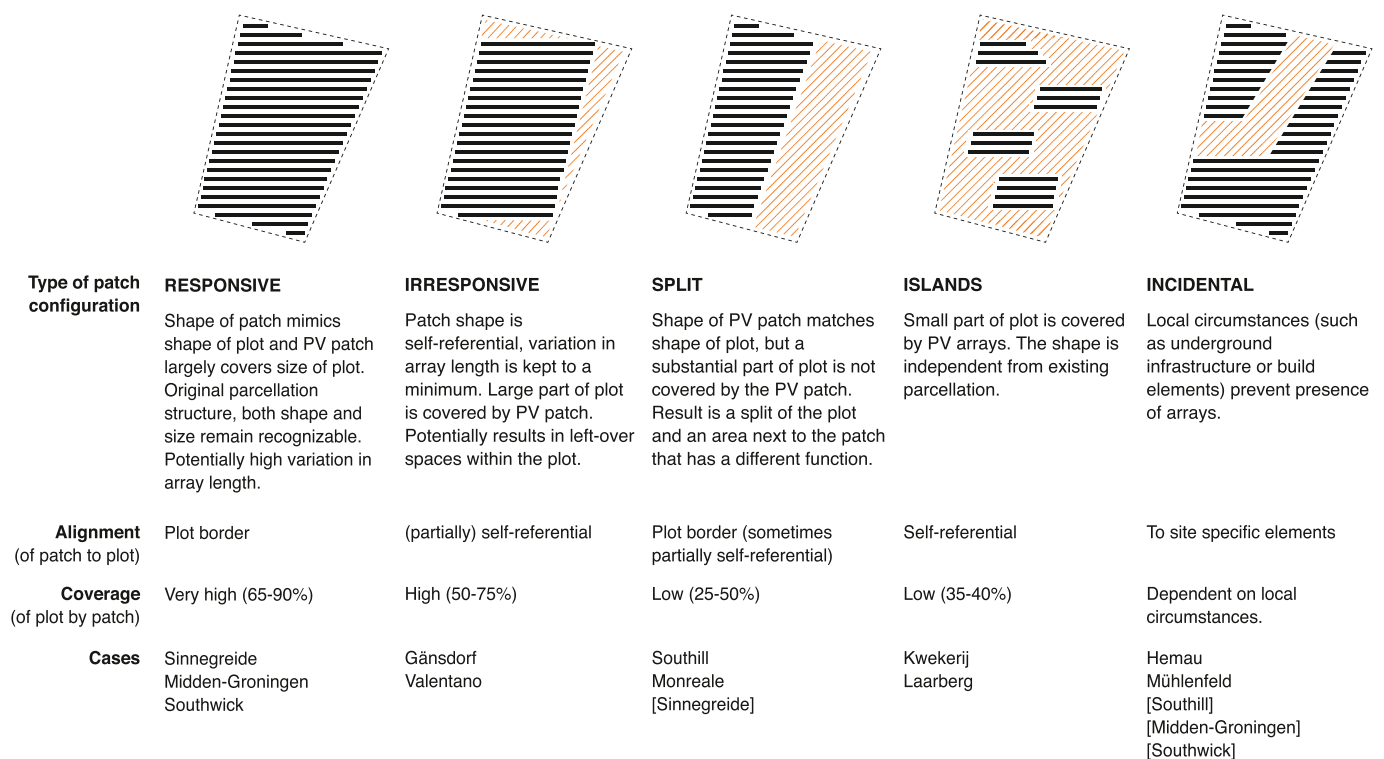 Type of patch
configuration
RESPONSIVE
Shape of patch mimics
shape of plot and PV patch
largely covers size of plot.
Original parcellation
structure, both shape and
size remain recognizable.
Potentially high variation in
array length.
IRRESPONSIVE
Patch shape is
self-referential, variation in
array length is kept to a
minimum. Large part of plot
is covered by PV patch.
Potentially results in left-over
spaces within the plot.
SPLIT
Shape of PV patch matches
shape of plot, but a
substantial part of plot is not
covered by the PV patch.
Result is a split of the plot
and an area next to the patch
that has a different function.
ISLANDS
Small part of plot is covered
by PV arrays. The shape is
independent from existing
parcellation.
INCIDENTAL
Local circumstances (such
as underground
infrastructure or build
elements) prevent presence
of arrays.
Alignment
(of patch to plot)
Plot border
(partially) self-referential
Plot border (sometimes
partially self-referential)
Self-referential
To site specific elements
Coverage
(of plot by patch)
Very high (65-90%)
High (50-75%)
Low (25-50%)
Low (35-40%)
Dependent on local
circumstances.
Cases
Sinnegreide
Midden-Groningen
Southwick
Gänsdorf
Valentano
Southill
Monreale
[Sinnegreide]
Kwekerij
Laarberg
Hemau
Mühlenfeld
[Southill]
[Midden-Groningen]
[Southwick]